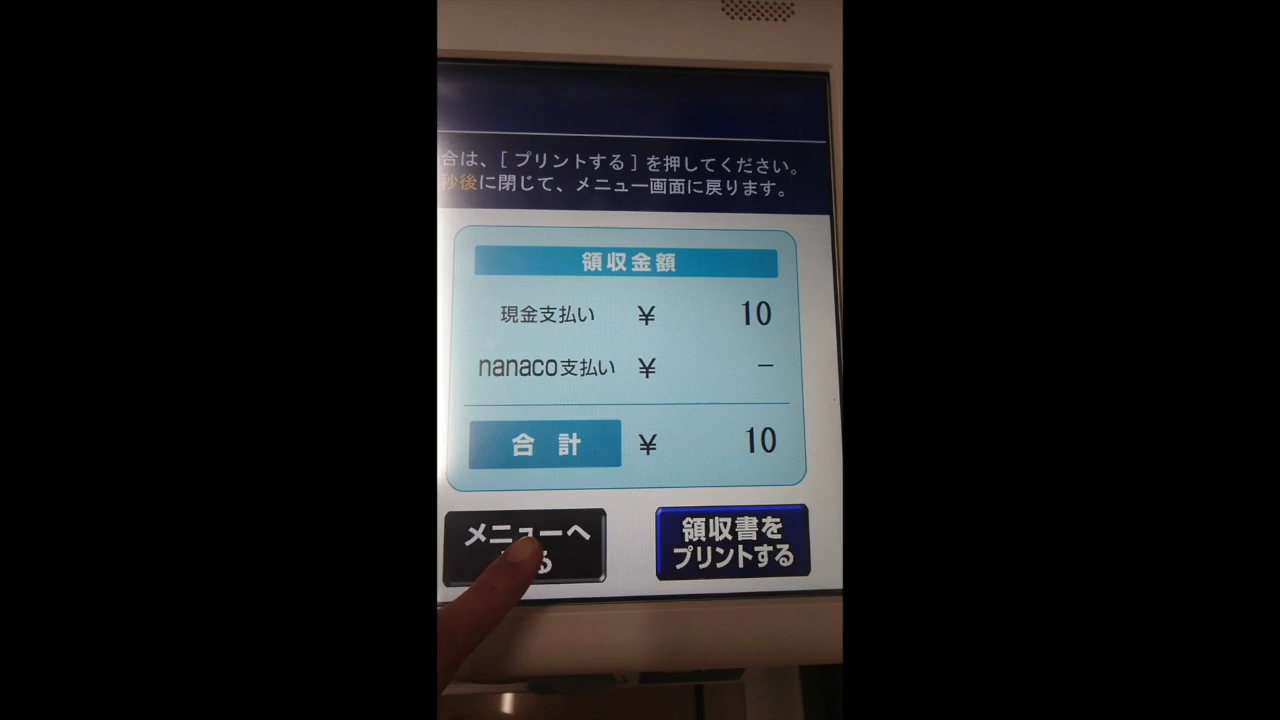 合は、[プリントする]を押してください。
秒後に閉じて、メニュー画面に戻ります。
領収金額
現金支払い ¥ 10
nanaco支払い ¥ −
合計 ¥ 10
メニューへ
る
領収書を
プリントする